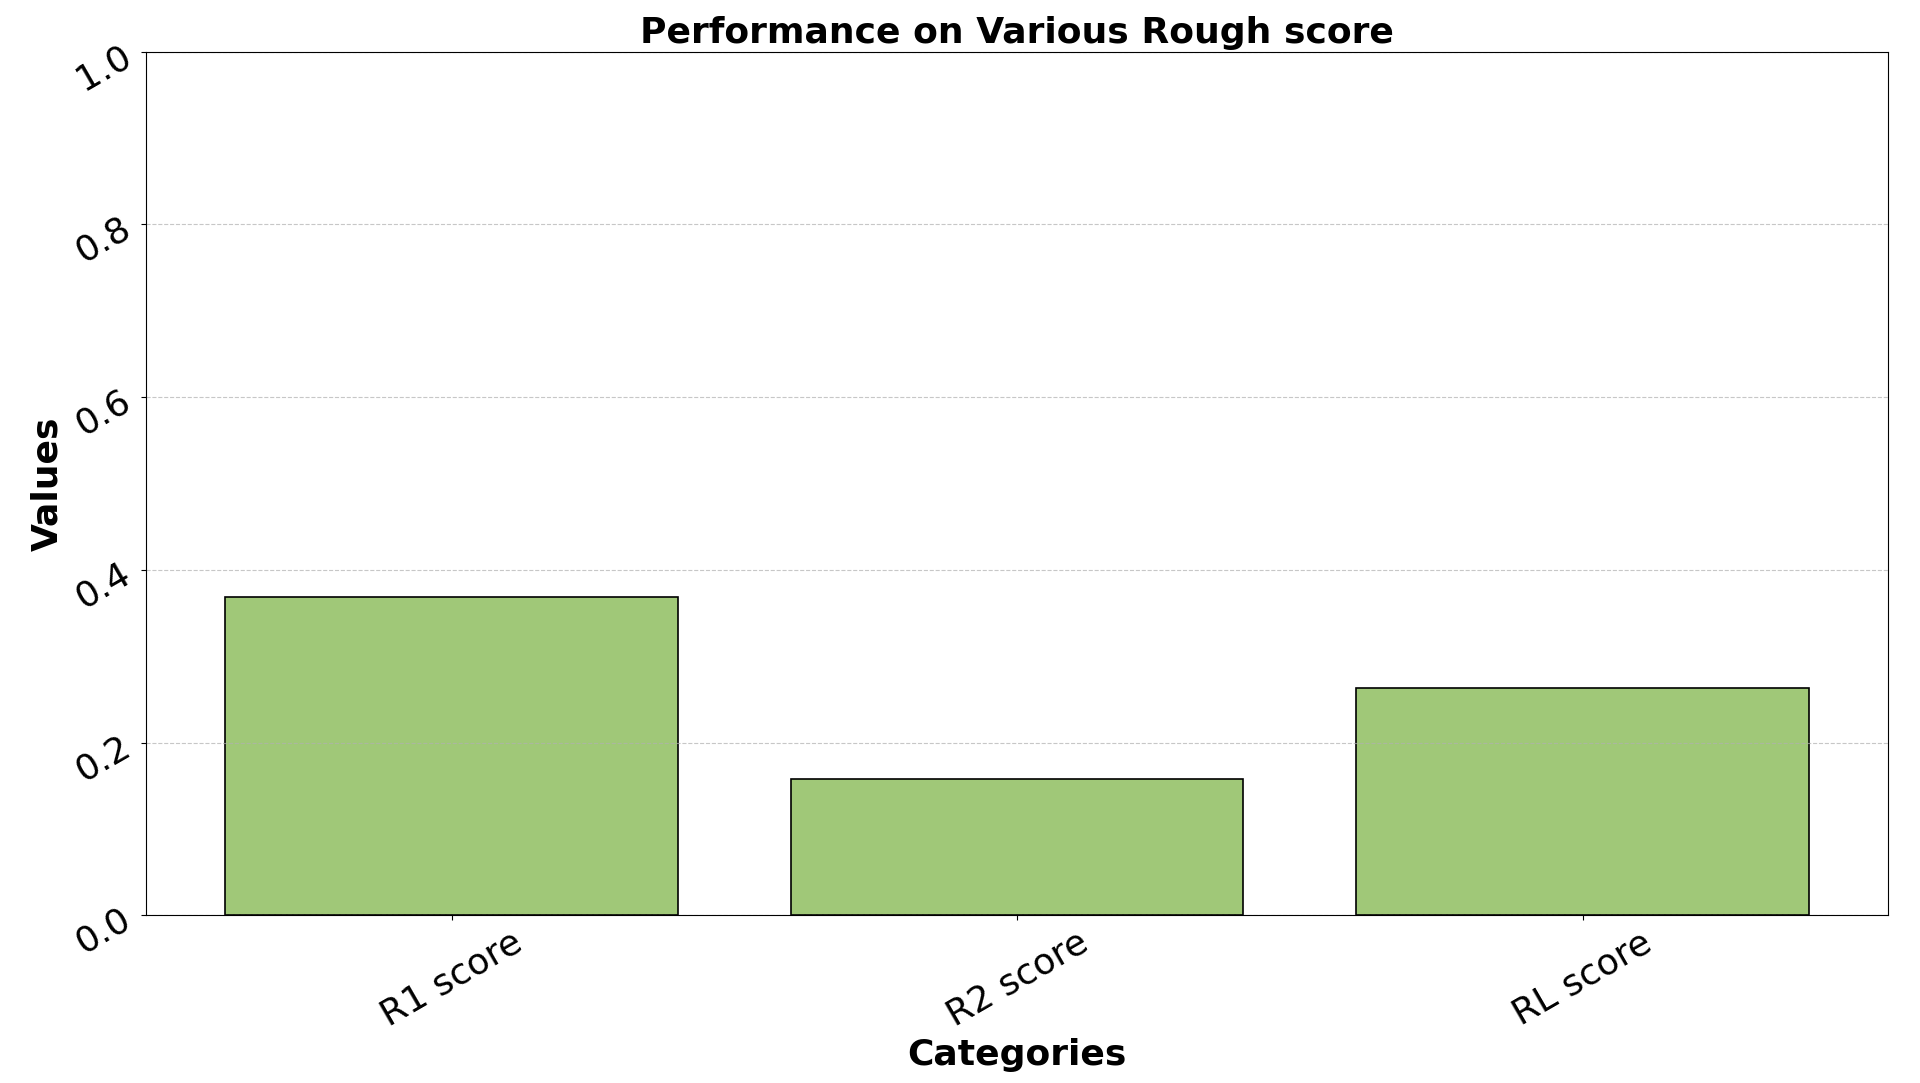 Performance on Various Rough score
1.0
0.8
0.6
0.4
0.2
0.0
Values
R1 score
R2 score
RL score
Categories